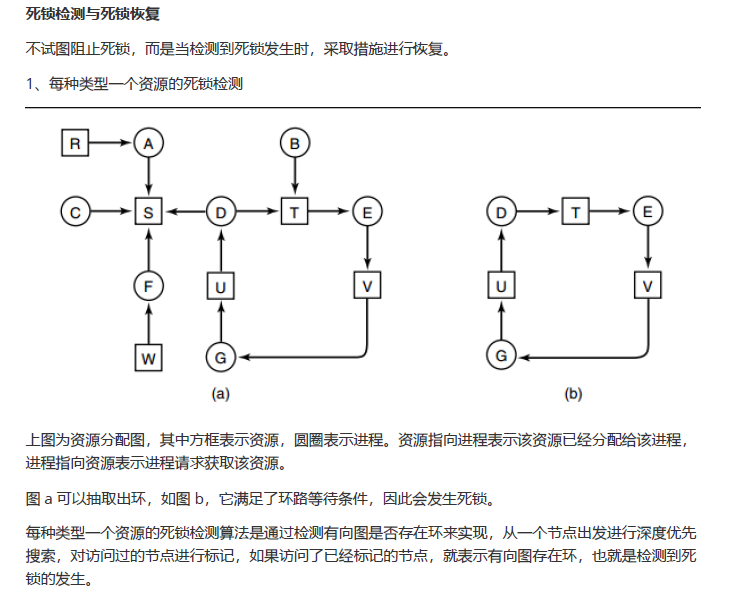 死锁检测与死锁恢复
不试图阻止死锁，而是当检测到死锁发生时，采取措施进行恢复。
1、每种类型一个资源的死锁检测
R A B
C S D T E D T E
F U V U V
W G G
(a) (b)
上图为资源分配图，其中方框表示资源，圆圈表示进程。资源指向进程表示该资源已经分配给该进程，
进程指向资源表示进程请求获取该资源。
图 a 可以抽取出环，如图 b，它满足了环路等待条件，因此会发生死锁。
每种类型一个资源的死锁检测算法是通过检测有向图是否存在环来实现，从一个节点出发进行深度优先
搜索，对访问过的节点进行标记，如果访问了已经标记的节点，就表示有向图存在环，也就是检测到死
锁的发生。